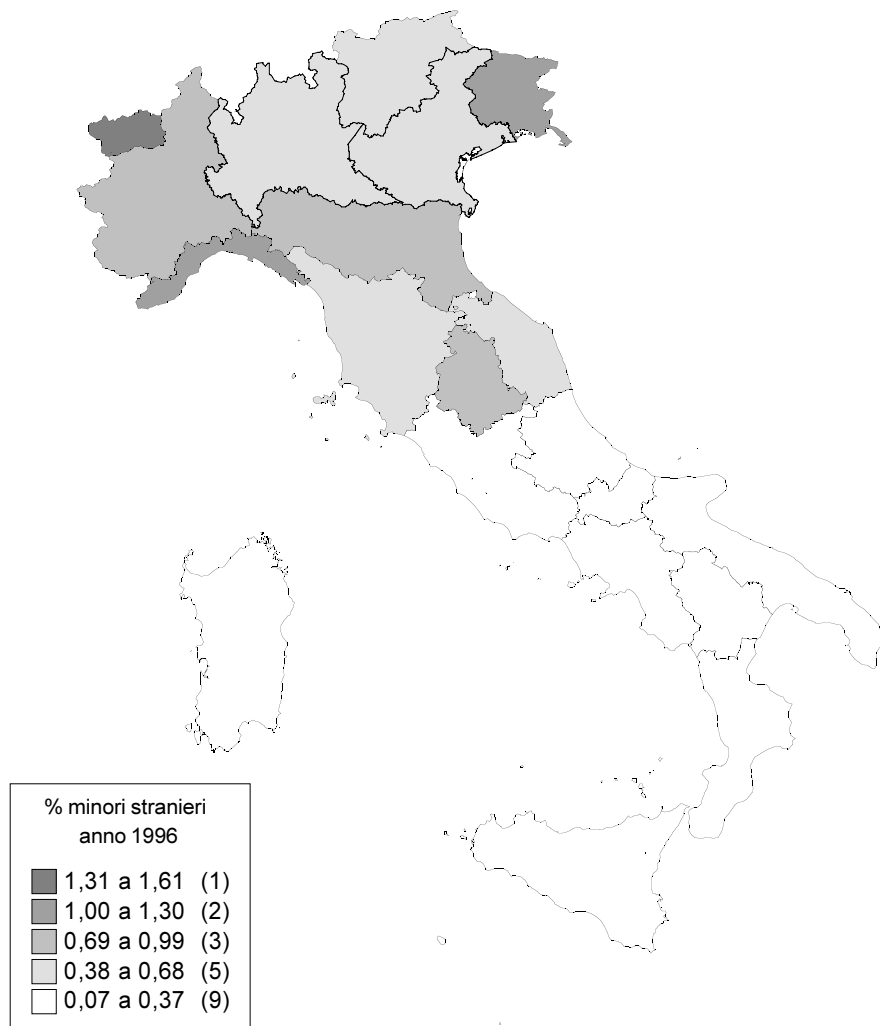 % minori stranieri
anno 1996
1,31 a 1,61 (1)
1,00 a 1,30 (2)
0,69 a 0,99 (3)
0,38 a 0,68 (5)
0,07 a 0,37 (9)